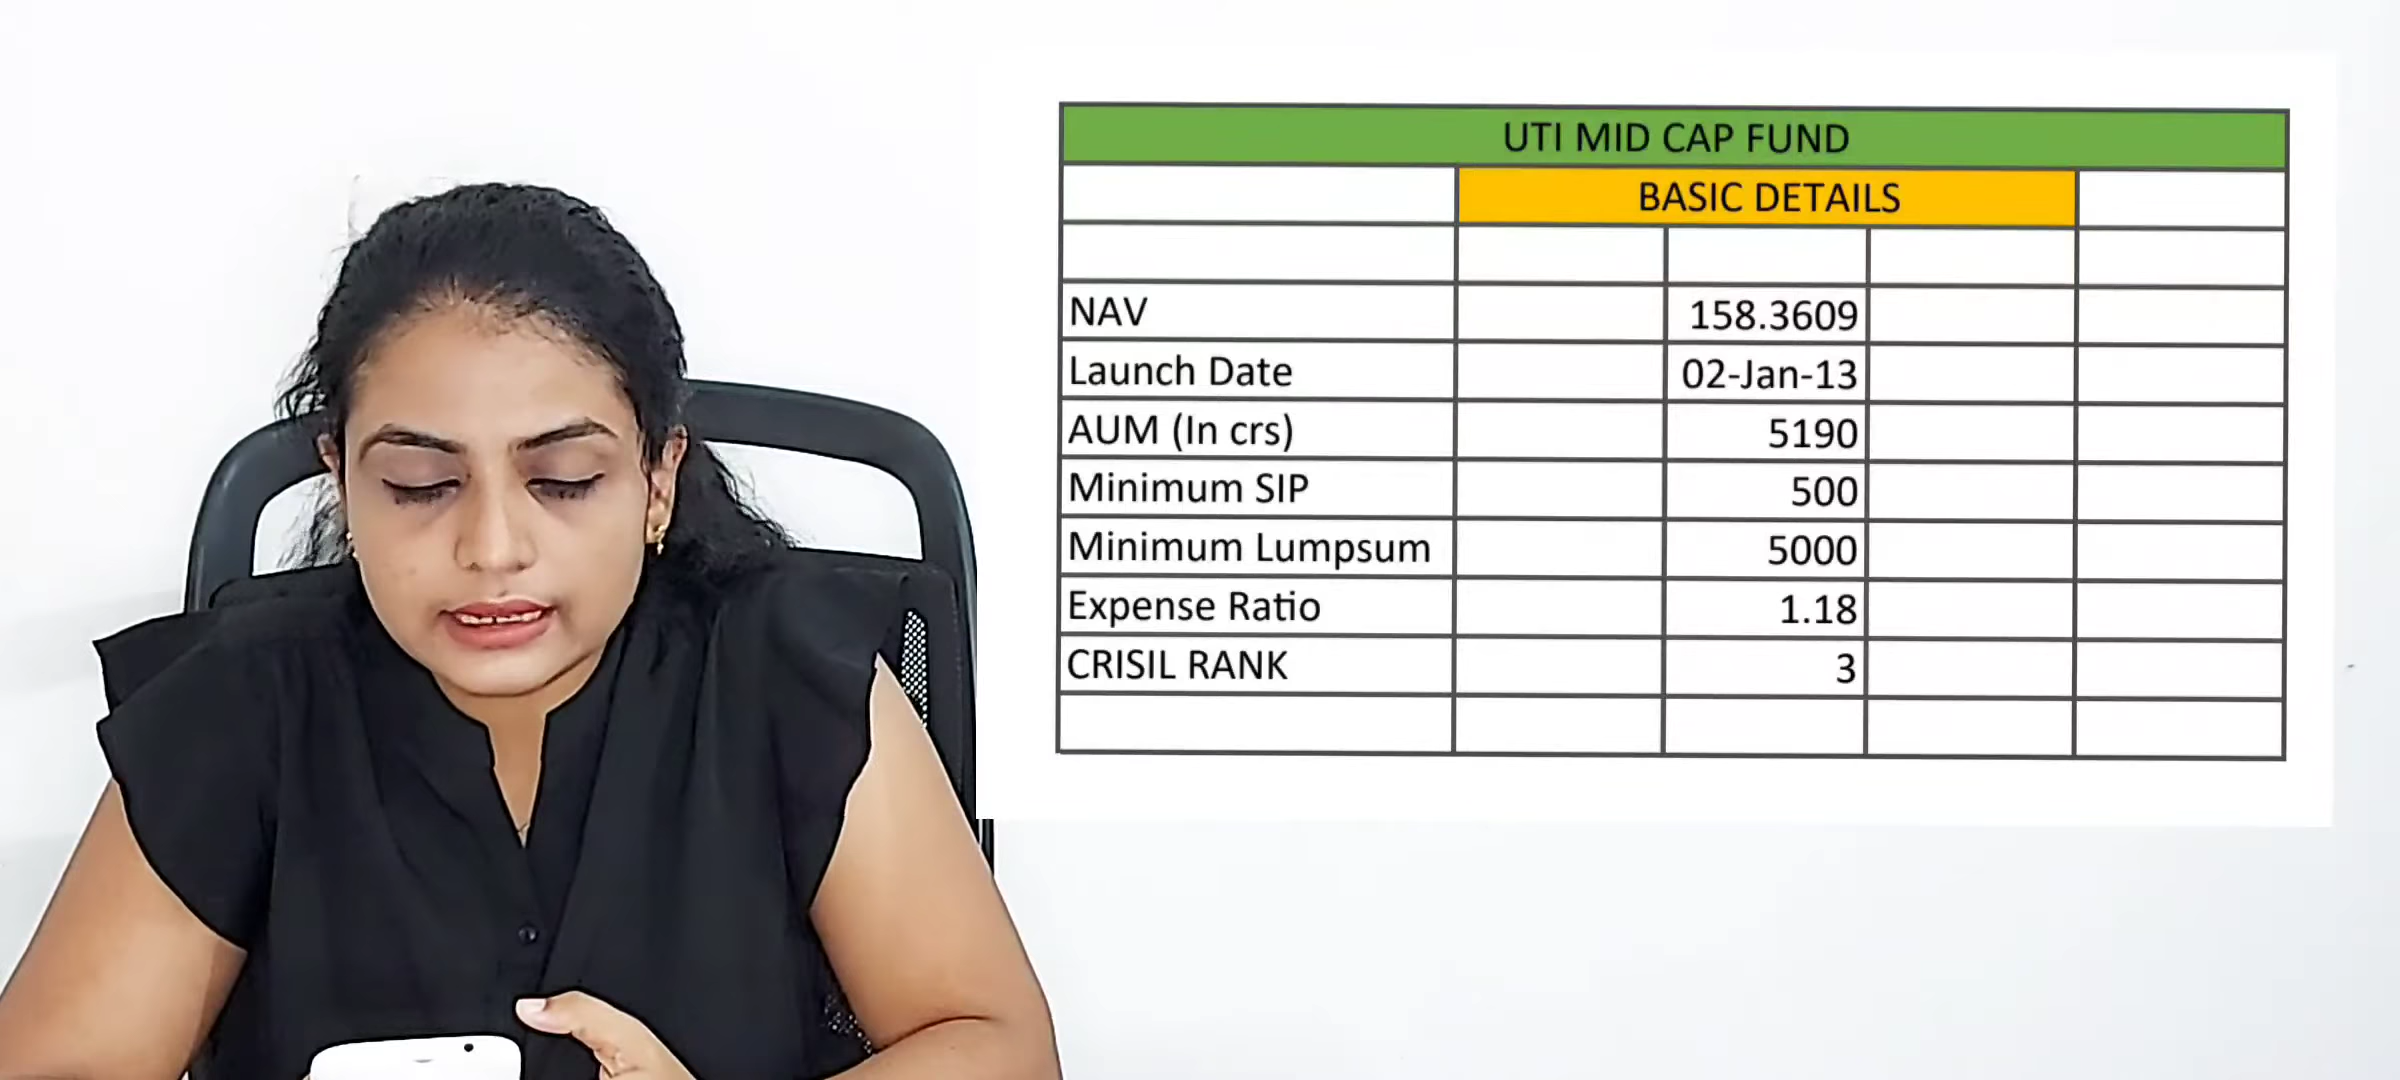 UTI MID CAP FUND
BASIC DETAILS
NAV 158.3609
Launch Date 02-Jan-13
AUM (In crs) 5190
Minimum SIP 500
Minimum Lumpsum 5000
Expense Ratio 1.18
CRISIL RANK 3